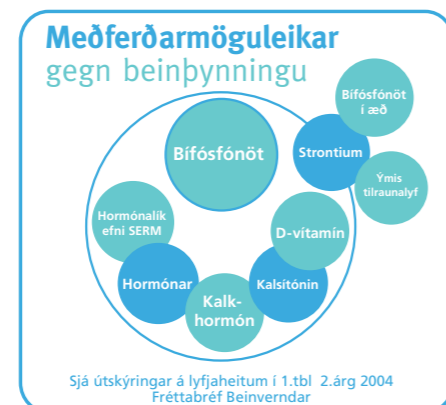 Meðferðarmöguleikar
gegn beinþynningu
Bífósfónöt
í æð
Strontium
Ýmis
tilraunalyf
Bífósfónöt
D-vítamín
Hormónalík
efni SERM
Hormónar
Kalk-
hormón
Kalsítónin
Sjá útskýringar á lyfjaheitum í 1.tbl 2.árg 2004
Fréttabréf Beinverndar